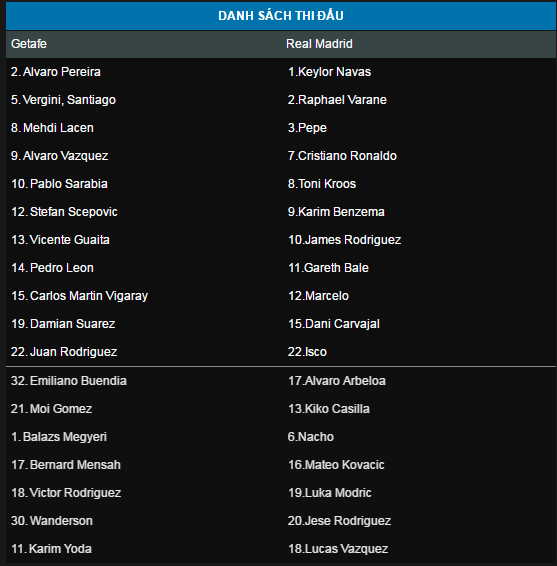 DANH SÁCH THI ĐẤU
Getafe Real Madrid
2. Alvaro Pereira 1.Keylor Navas
5. Vergini, Santiago 2.Raphael Varane
8. Mehdi Lacen 3.Pepe
9. Alvaro Vazquez 7.Cristiano Ronaldo
10. Pablo Sarabia 8.Toni Kroos
12. Stefan Scepovic 9.Karim Benzema
13. Vicente Guaita 10.James Rodriguez
14. Pedro Leon 11.Gareth Bale
15. Carlos Martin Vigaray 12.Marcelo
19. Damian Suarez 15.Dani Carvajal
22. Juan Rodriguez 22.Isco
32. Emiliano Buendia 17.Alvaro Arbeloa
21. Moi Gomez 13.Kiko Casilla
1. Balazs Megyeri 6.Nacho
17. Bernard Mensah 16.Mateo Kovacic
18. Victor Rodriguez 19.Luka Modric
30. Wanderson 20.Jese Rodriguez
11. Karim Yoda 18.Lucas Vazquez